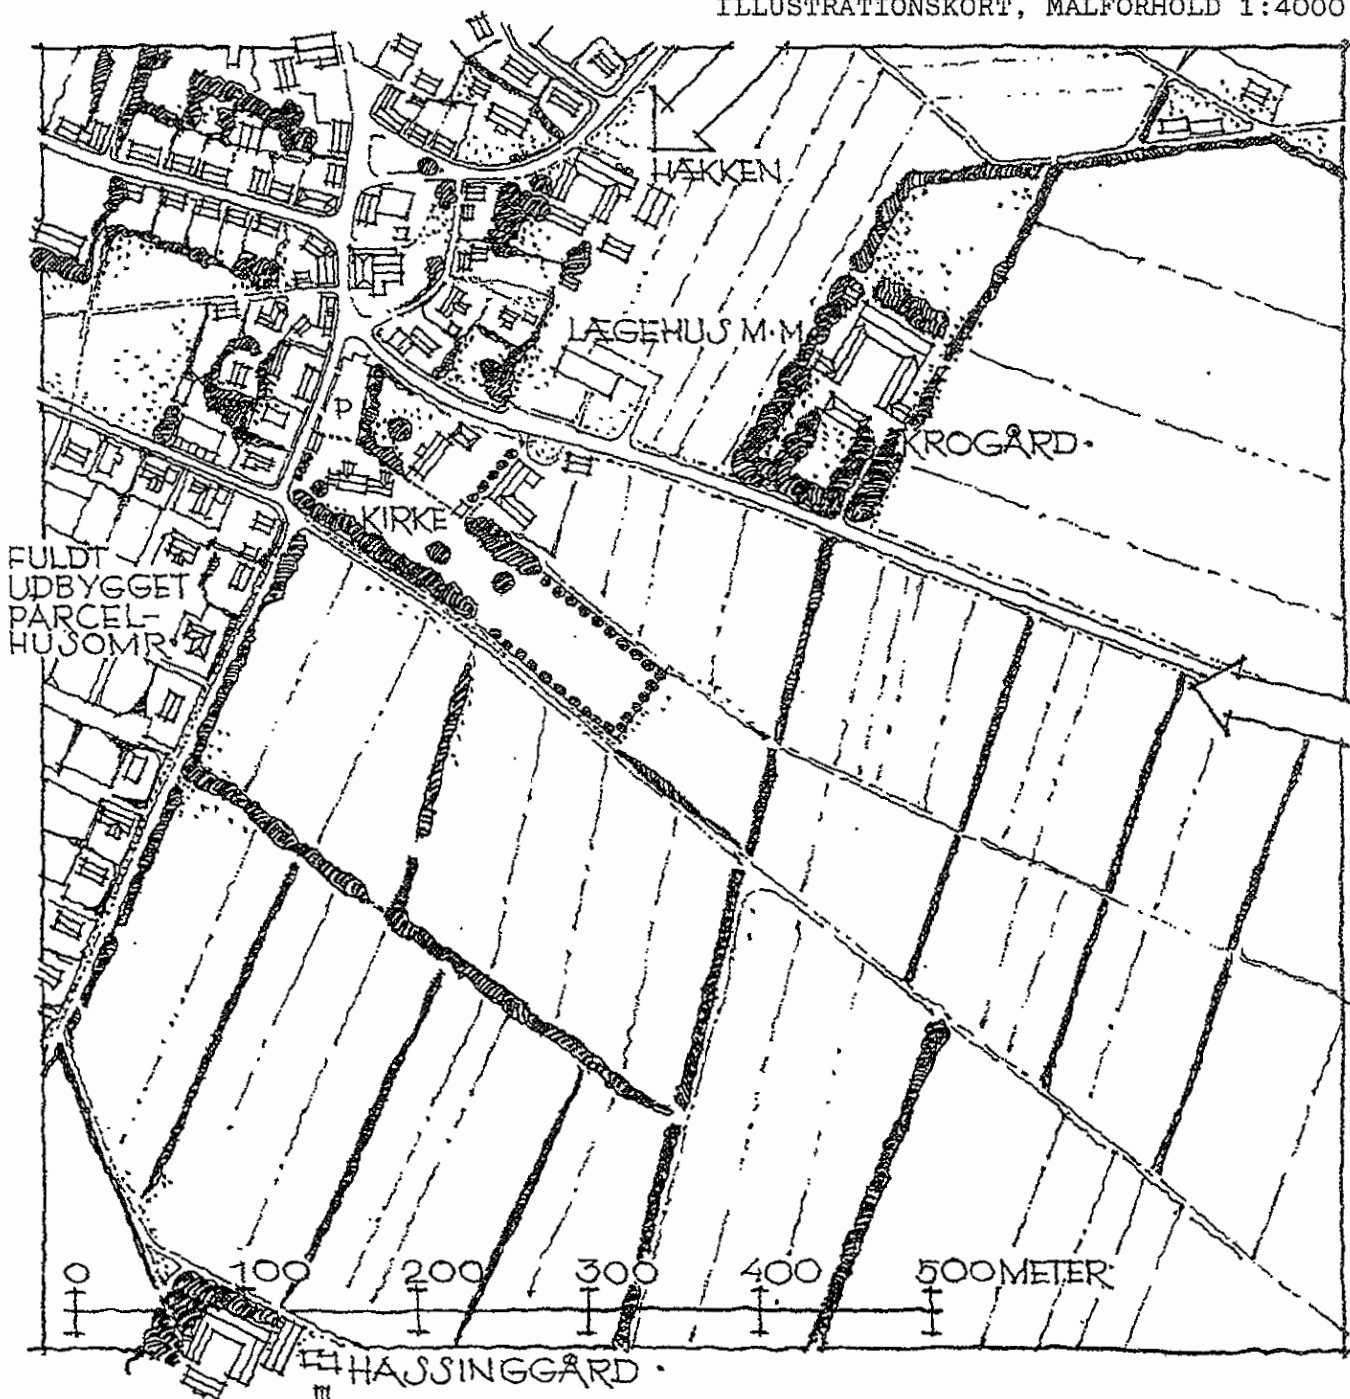 ILLUSTRATIONSKORT, MÅLFORHOLD 1:4000
HÆKKEN
LÆGEHUS M·M
P
KROGÅRD·
KIRKE
FULDT
UDBYGGET
PARCEL-
HUSOMR·
0 100 200 300 400 500 METER
HASSINGGÅRD·